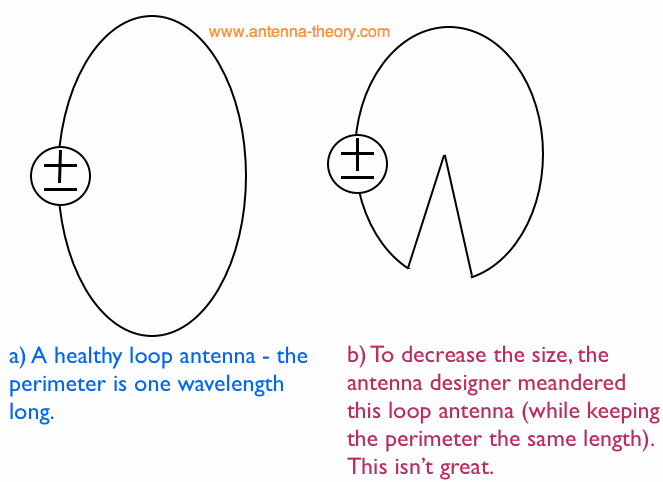 www.antenna-theory.com
+
−
+
−
a) A healthy loop antenna - the
perimeter is one wavelength
long.
b) To decrease the size, the
antenna designer meandered
this loop antenna (while keeping
the perimeter the same length).
This isn't great.